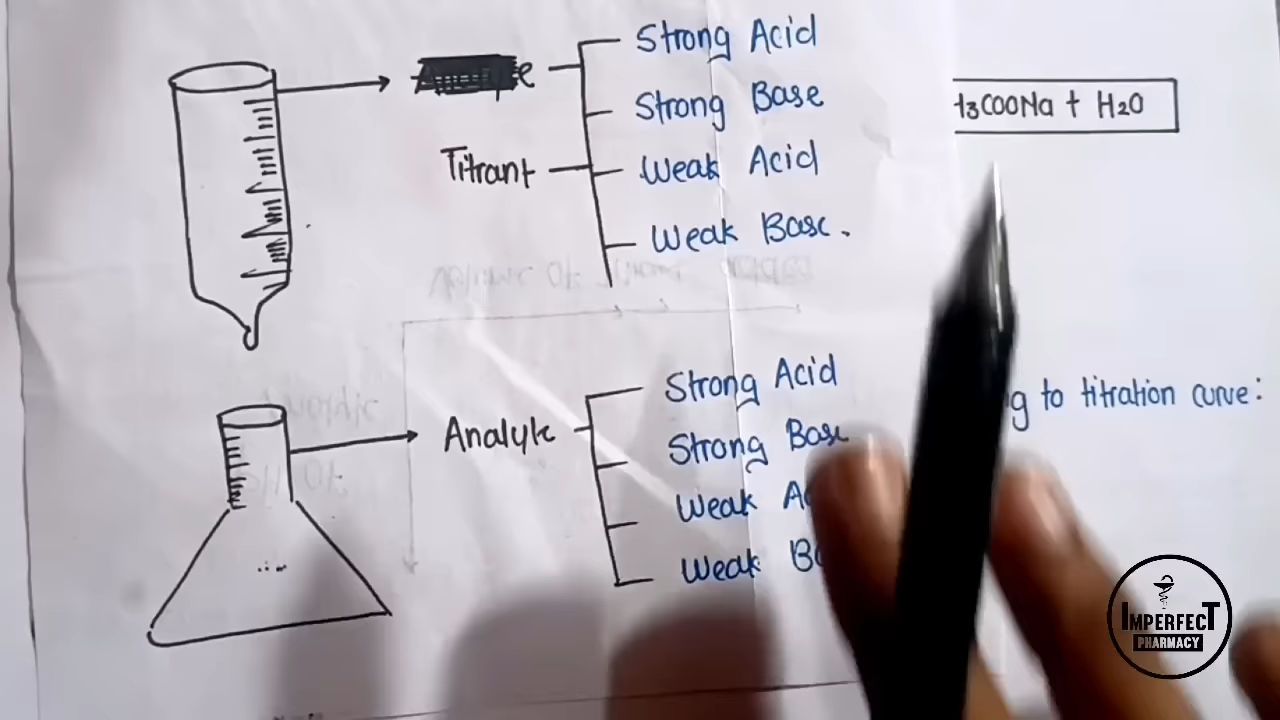 Strong Acid
Strong Base
Titrant
Weak Acid
Weak Base.
H3COONa + H2O
Strong Acid
g to titration curve:
Analyte
Strong Base
Weak
Weak
IMPERFECT
PHARMACY